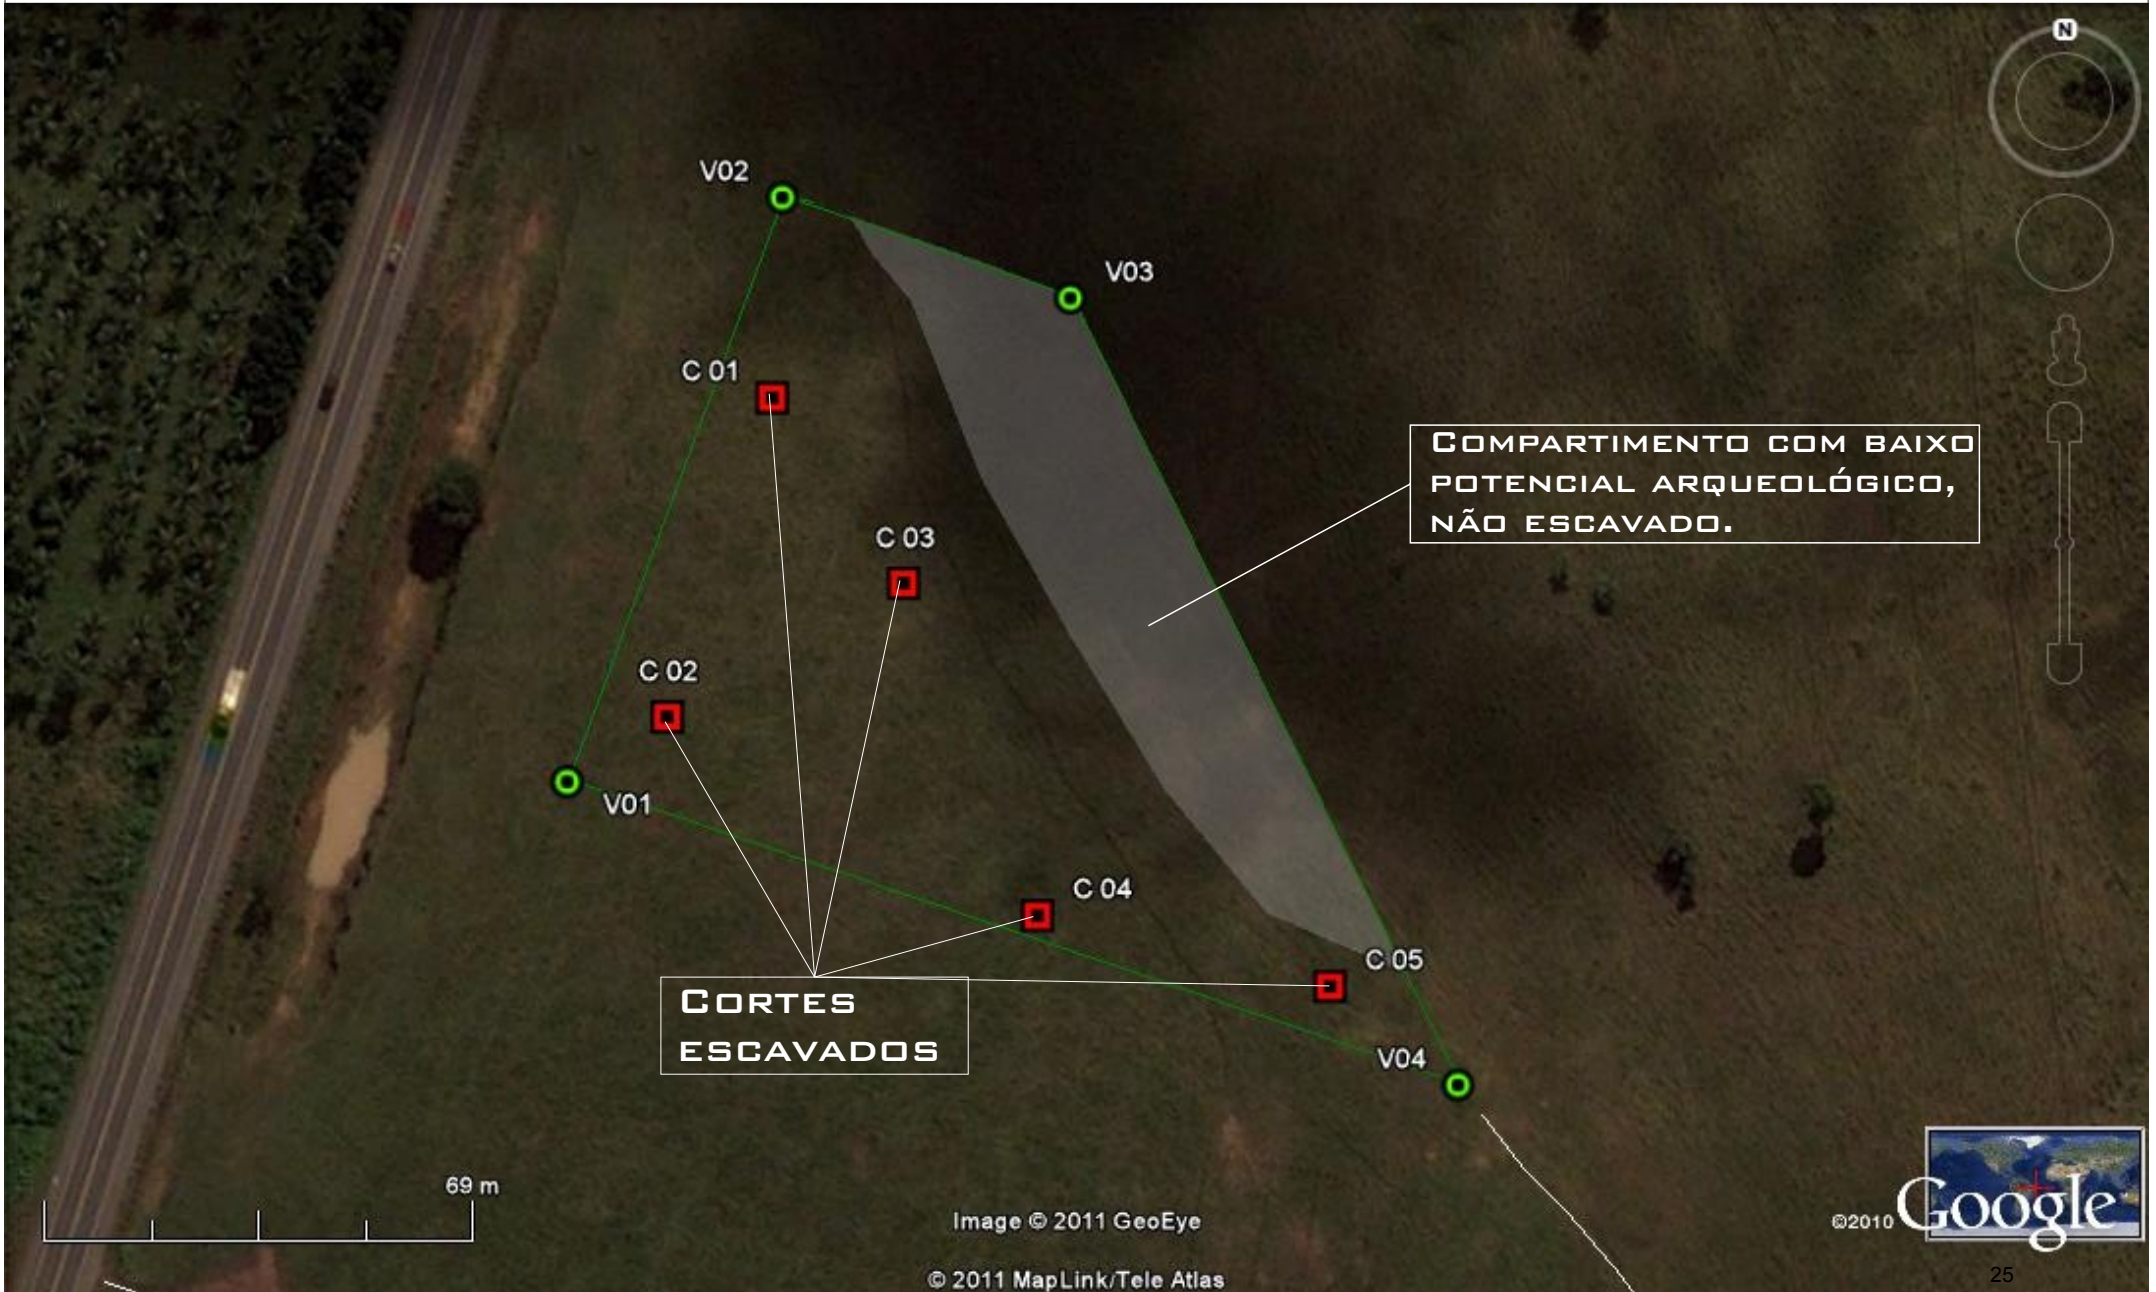 N
V02
V03
C 01
COMPARTIMENTO COM BAIXO
POTENCIAL ARQUEOLÓGICO,
NÃO ESCAVADO.
C 03
C 02
V01
C 04
C 05
CORTES
ESCAVADOS
V04
69 m
Image © 2011 GeoEye
©2010 Google
© 2011 MapLink/Tele Atlas
25